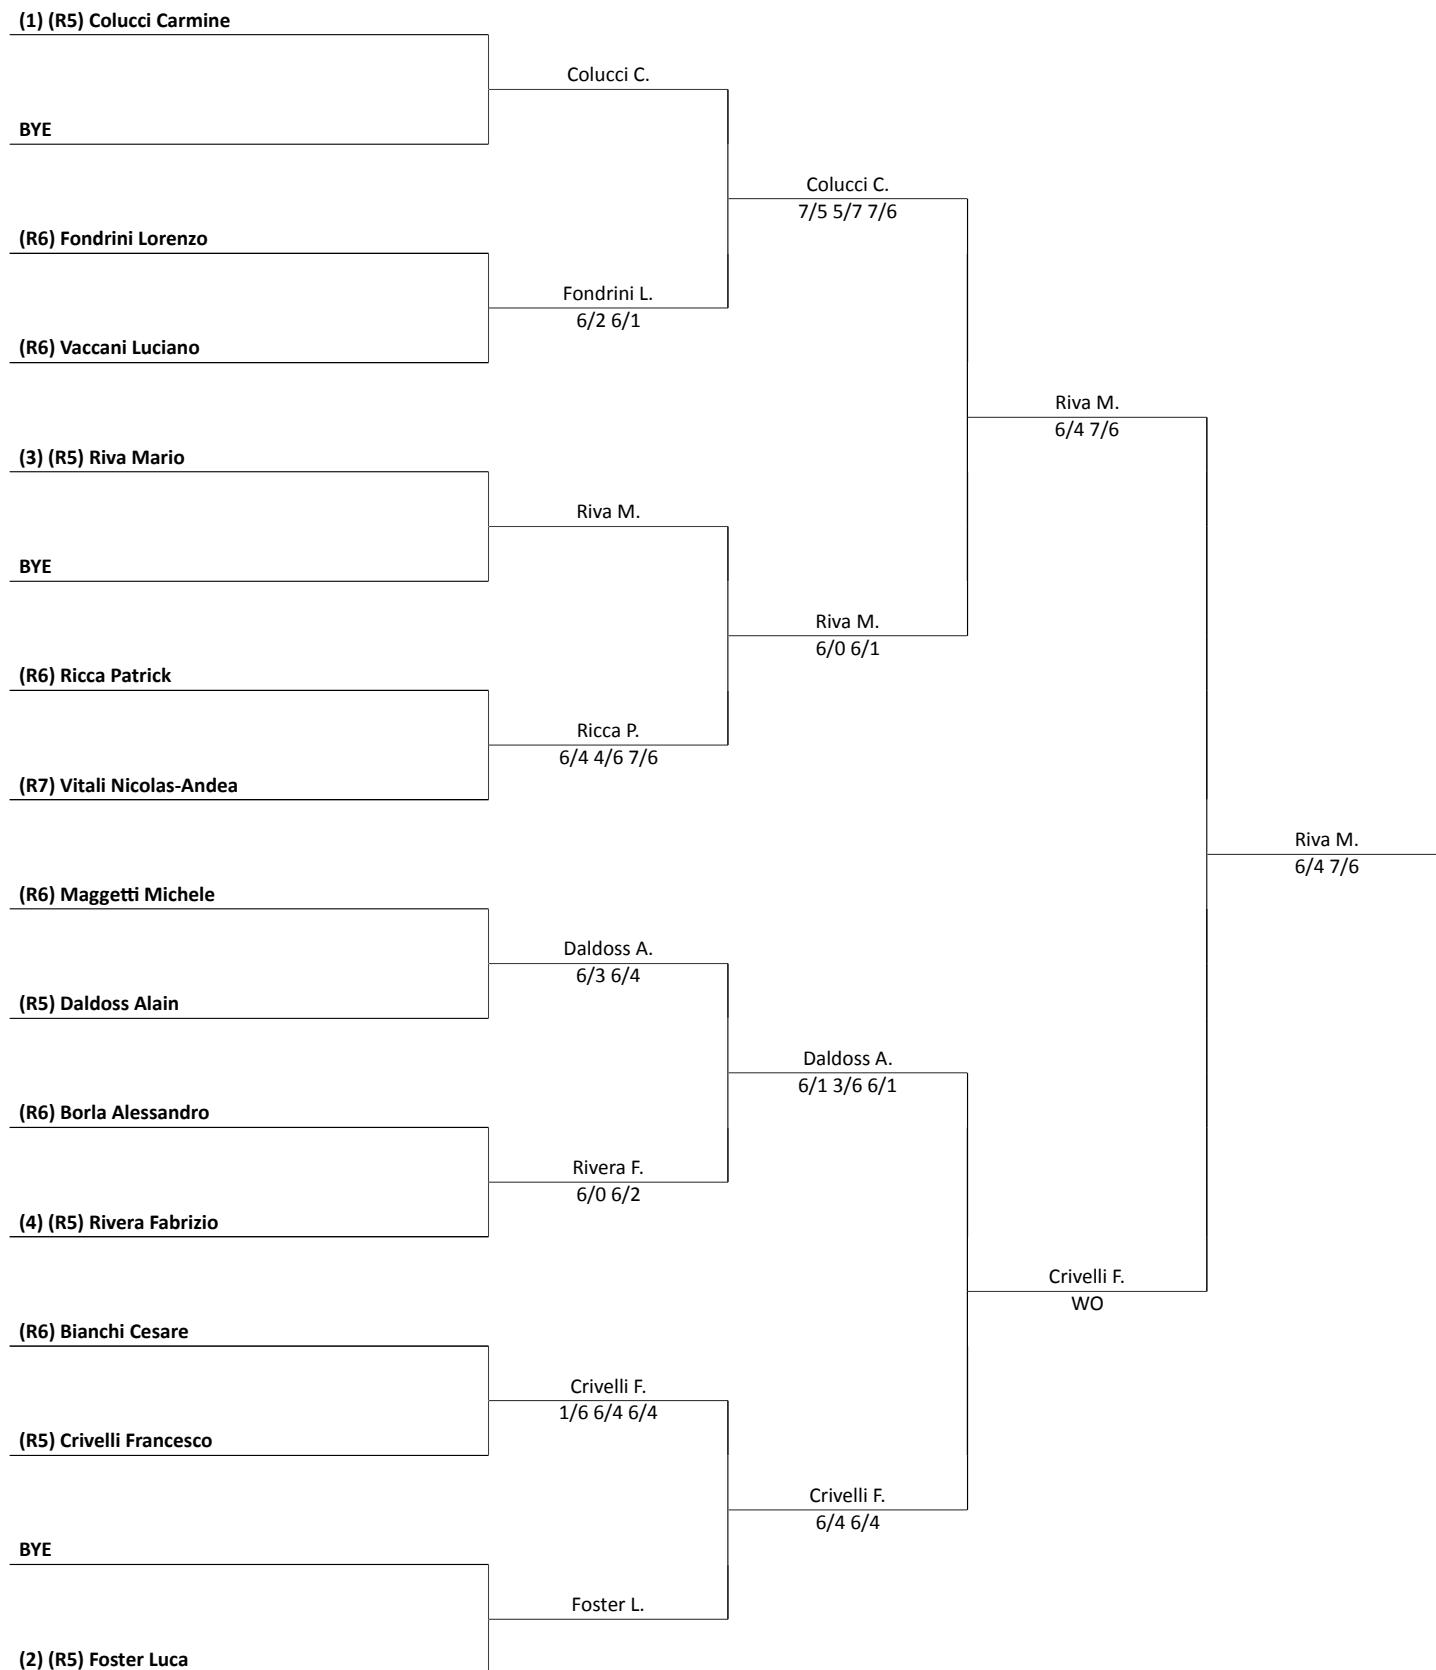 (1) (R5) Colucci Carmine
Colucci C.
BYE
Colucci C.
7/5 5/7 7/6
(R6) Fondrini Lorenzo
Fondrini L.
6/2 6/1
(R6) Vaccani Luciano
Riva M.
6/4 7/6
(3) (R5) Riva Mario
Riva M.
BYE
Riva M.
6/0 6/1
(R6) Ricca Patrick
Ricca P.
6/4 4/6 7/6
(R7) Vitali Nicolas-Andea
Riva M.
6/4 7/6
(R6) Maggetti Michele
Daldoss A.
6/3 6/4
(R5) Daldoss Alain
Daldoss A.
6/1 3/6 6/1
(R6) Borla Alessandro
Rivera F.
6/0 6/2
(4) (R5) Rivera Fabrizio
Crivelli F.
WO
(R6) Bianchi Cesare
Crivelli F.
1/6 6/4 6/4
(R5) Crivelli Francesco
Crivelli F.
6/4 6/4
BYE
Foster L.
(2) (R5) Foster Luca